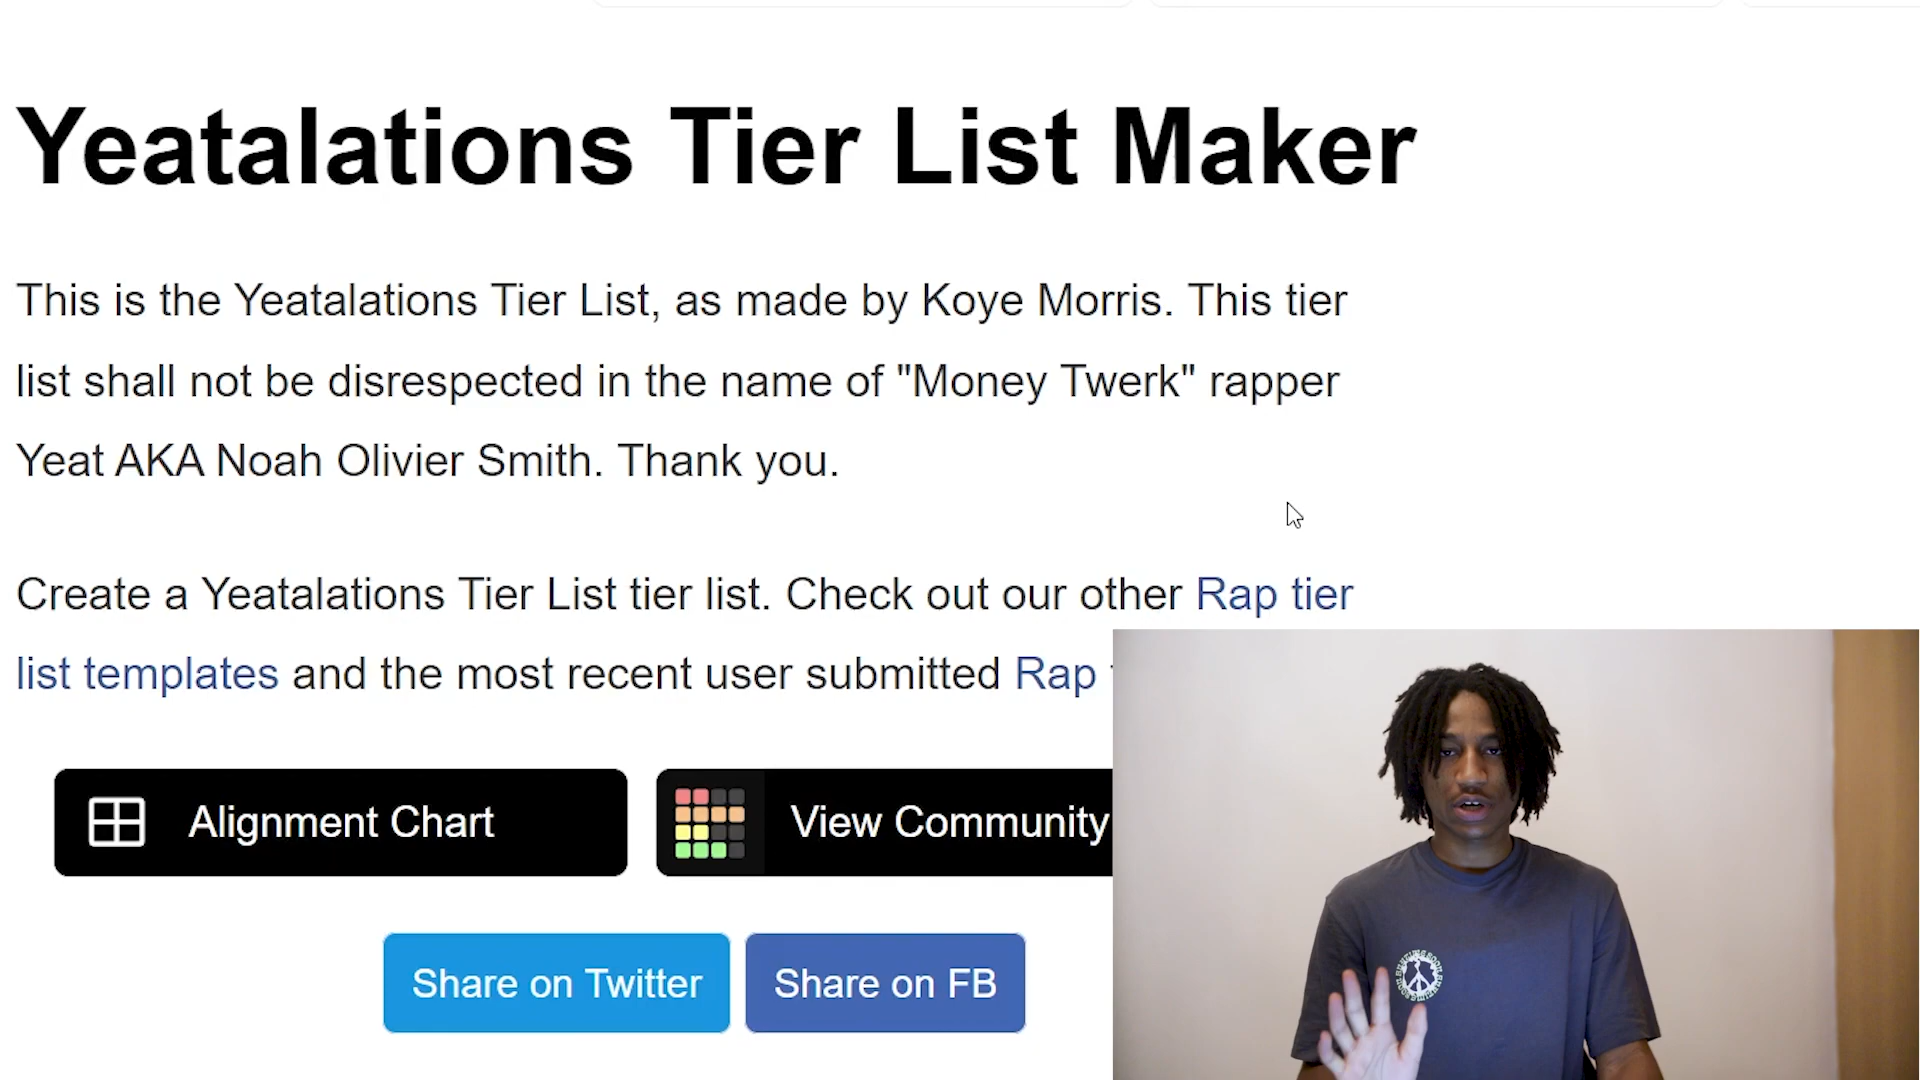 Yeatalations Tier List Maker
This is the Yeatalations Tier List, as made by Koye Morris. This tier
list shall not be disrespected in the name of "Money Twerk" rapper
Yeat AKA Noah Olivier Smith. Thank you.
Create a Yeatalations Tier List tier list. Check out our other Rap tier
list templates and the most recent user submitted Rap
Alignment Chart
View Community
Share on Twitter
Share on FB